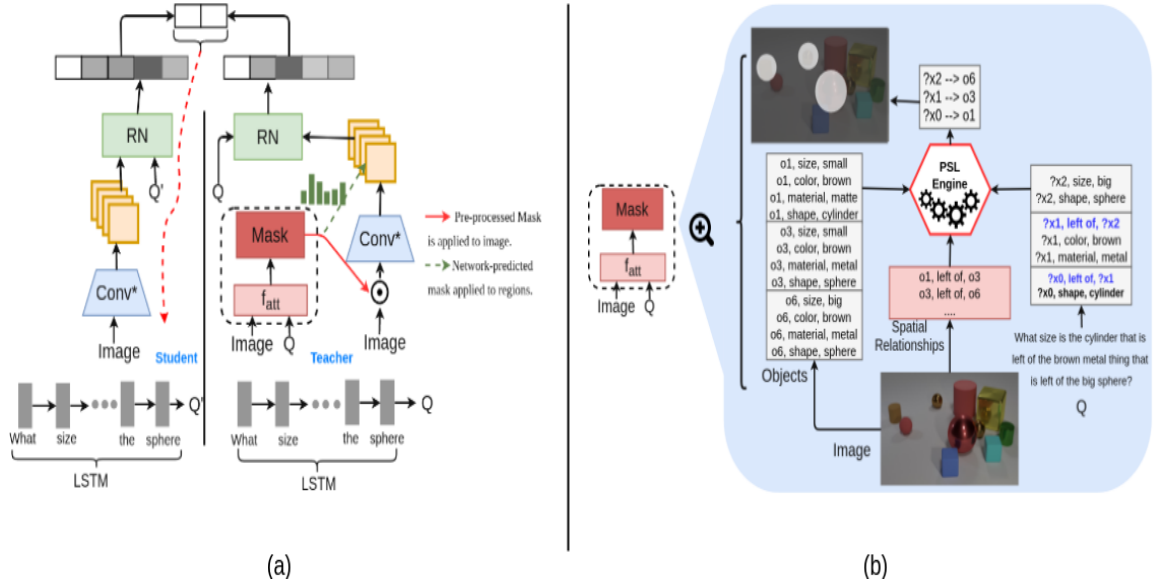 RN
Q'
Conv*
Image
Student
What size the sphere
Q'
LSTM
RN
Q
Mask
f_att
Image Q
Conv*
Image
Teacher
Pre-processed Mask
is applied to image.
Network-predicted
mask applied to regions.
What size the sphere
Q
LSTM
(a)
Mask
f_att
Image Q
o1, size, small
o1, color, brown
o1, material, matte
o1, shape, cylinder
o3, size, small
o3, color, brown
o3, material, metal
o3, shape, sphere
o6, size, big
o6, color, brown
o6, material, metal
o6, shape, sphere
Objects
Image
?x2 --> o6
?x1 --> o3
?x0 --> o1
PSL
Engine
o1, left of, o3
o3, left of, o6
....
Spatial
Relationships
?x2, size, big
?x2, shape, sphere
?x1, left of, ?x2
?x1, color, brown
?x1, material, metal
?x0, left of, ?x1
?x0, shape, cylinder
What size is the cylinder that is
left of the brown metal thing that
is left of the big sphere?
Q
(b)